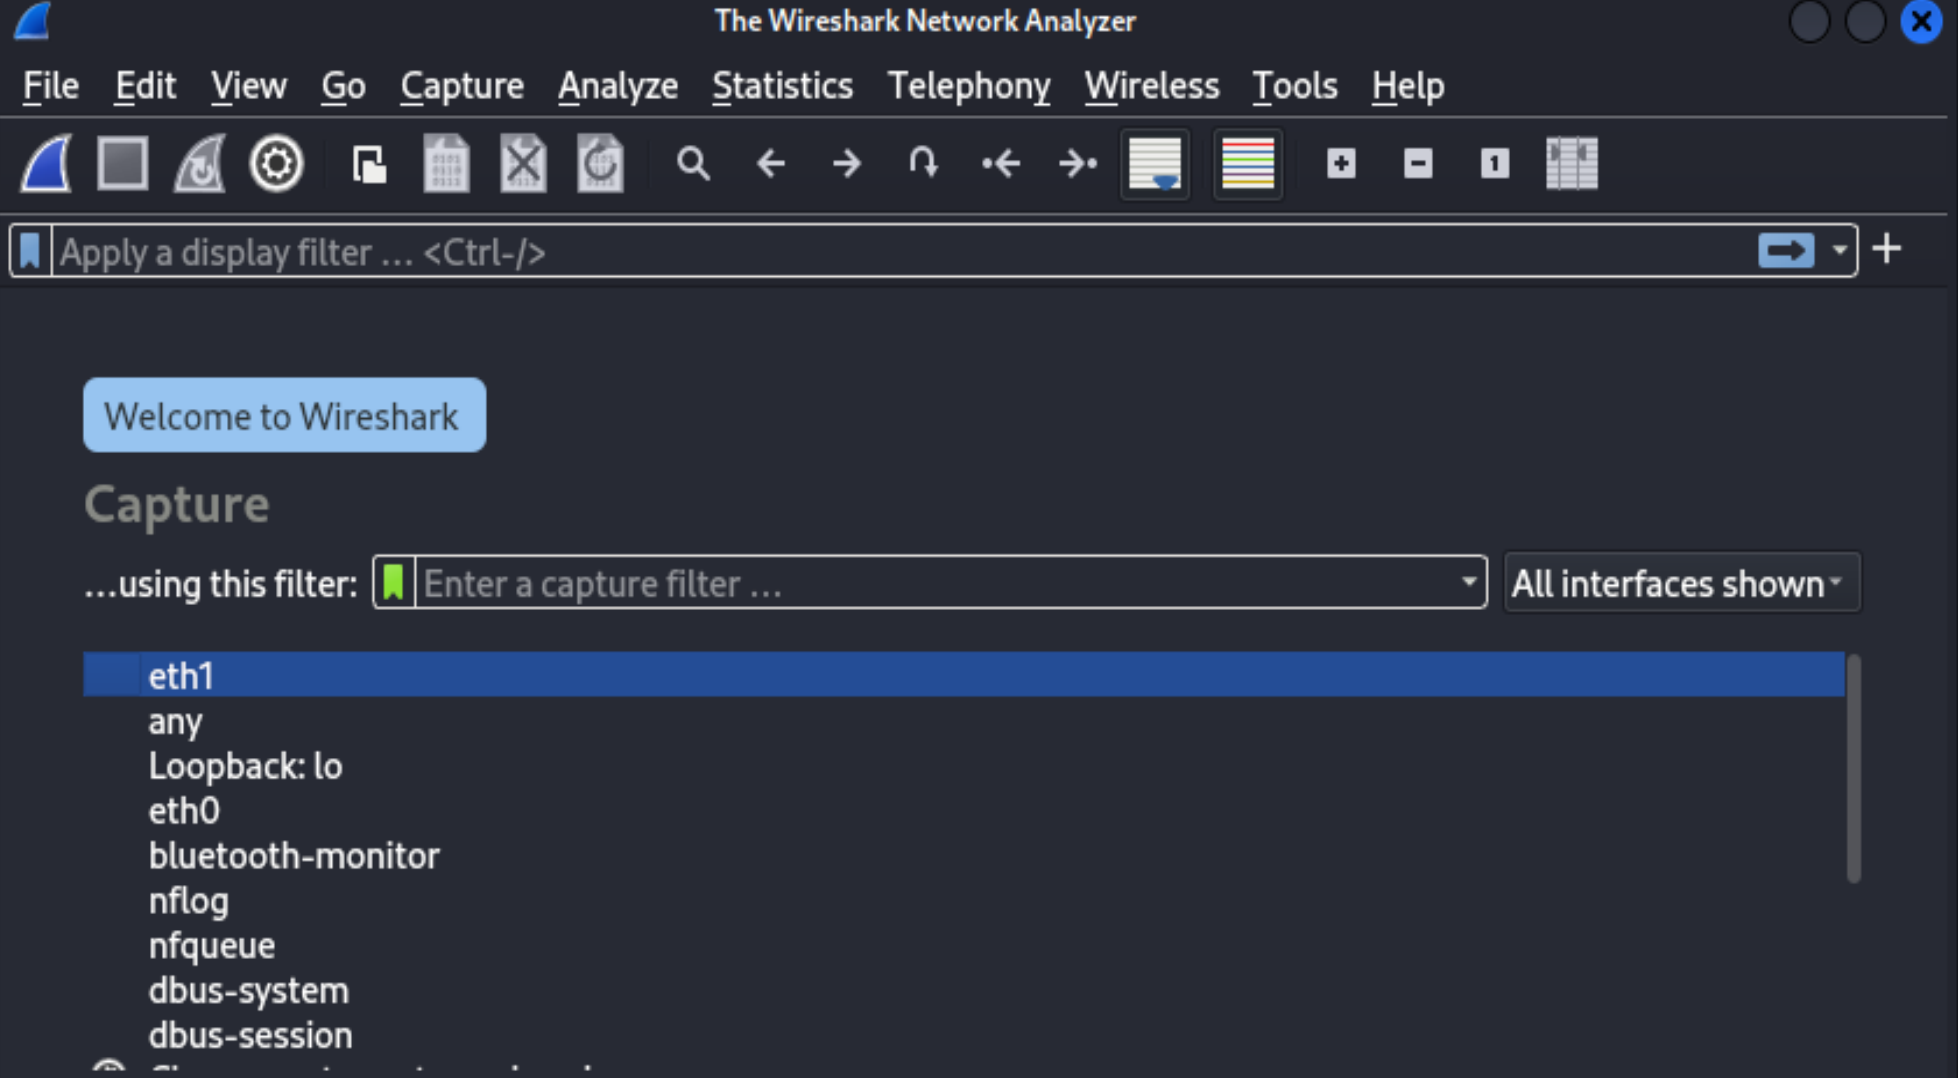 The Wireshark Network Analyzer
File Edit View Go Capture Analyze Statistics Telephony Wireless Tools Help
Apply a display filter ... <Ctrl-/>
Welcome to Wireshark
Capture
...using this filter: Enter a capture filter ... All interfaces shown
eth1
any
Loopback: lo
eth0
bluetooth-monitor
nflog
nfqueue
dbus-system
dbus-session